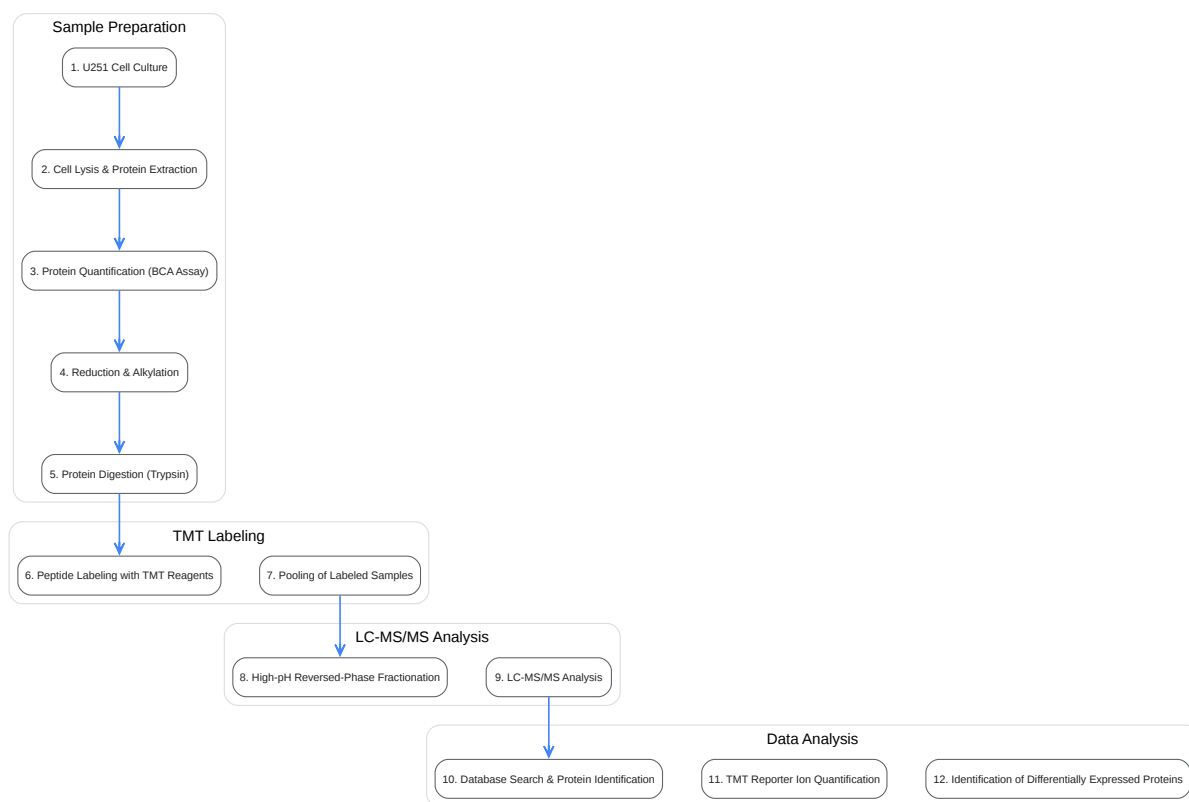 Sample Preparation
1. U251 Cell Culture
2. Cell Lysis & Protein Extraction
3. Protein Quantification (BCA Assay)
4. Reduction & Alkylation
5. Protein Digestion (Trypsin)
TMT Labeling
6. Peptide Labeling with TMT Reagents
7. Pooling of Labeled Samples
LC-MS/MS Analysis
8. High-pH Reversed-Phase Fractionation
9. LC-MS/MS Analysis
Data Analysis
10. Database Search & Protein Identification
11. TMT Reporter Ion Quantification
12. Identification of Differentially Expressed Proteins